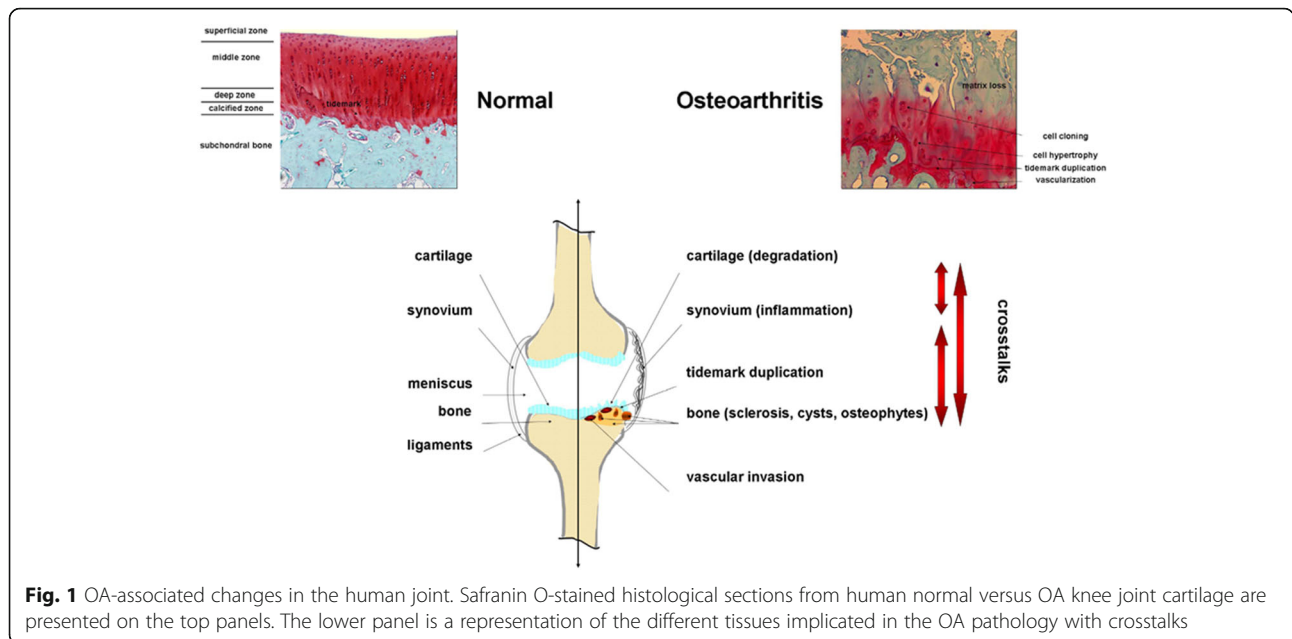 superficial zone
middle zone
deep zone
tidemark
calcified zone
subchondral bone
Normal
Osteoarthritis
matrix loss
cell cloning
cell hypertrophy
tidemark duplication
vascularization
cartilage
synovium
meniscus
bone
ligaments
cartilage (degradation)
synovium (inflammation)
tidemark duplication
bone (sclerosis, cysts, osteophytes)
vascular invasion
crosstalks
Fig. 1 OA-associated changes in the human joint. Safranin O-stained histological sections from human normal versus OA knee joint cartilage are
presented on the top panels. The lower panel is a representation of the different tissues implicated in the OA pathology with crosstalks